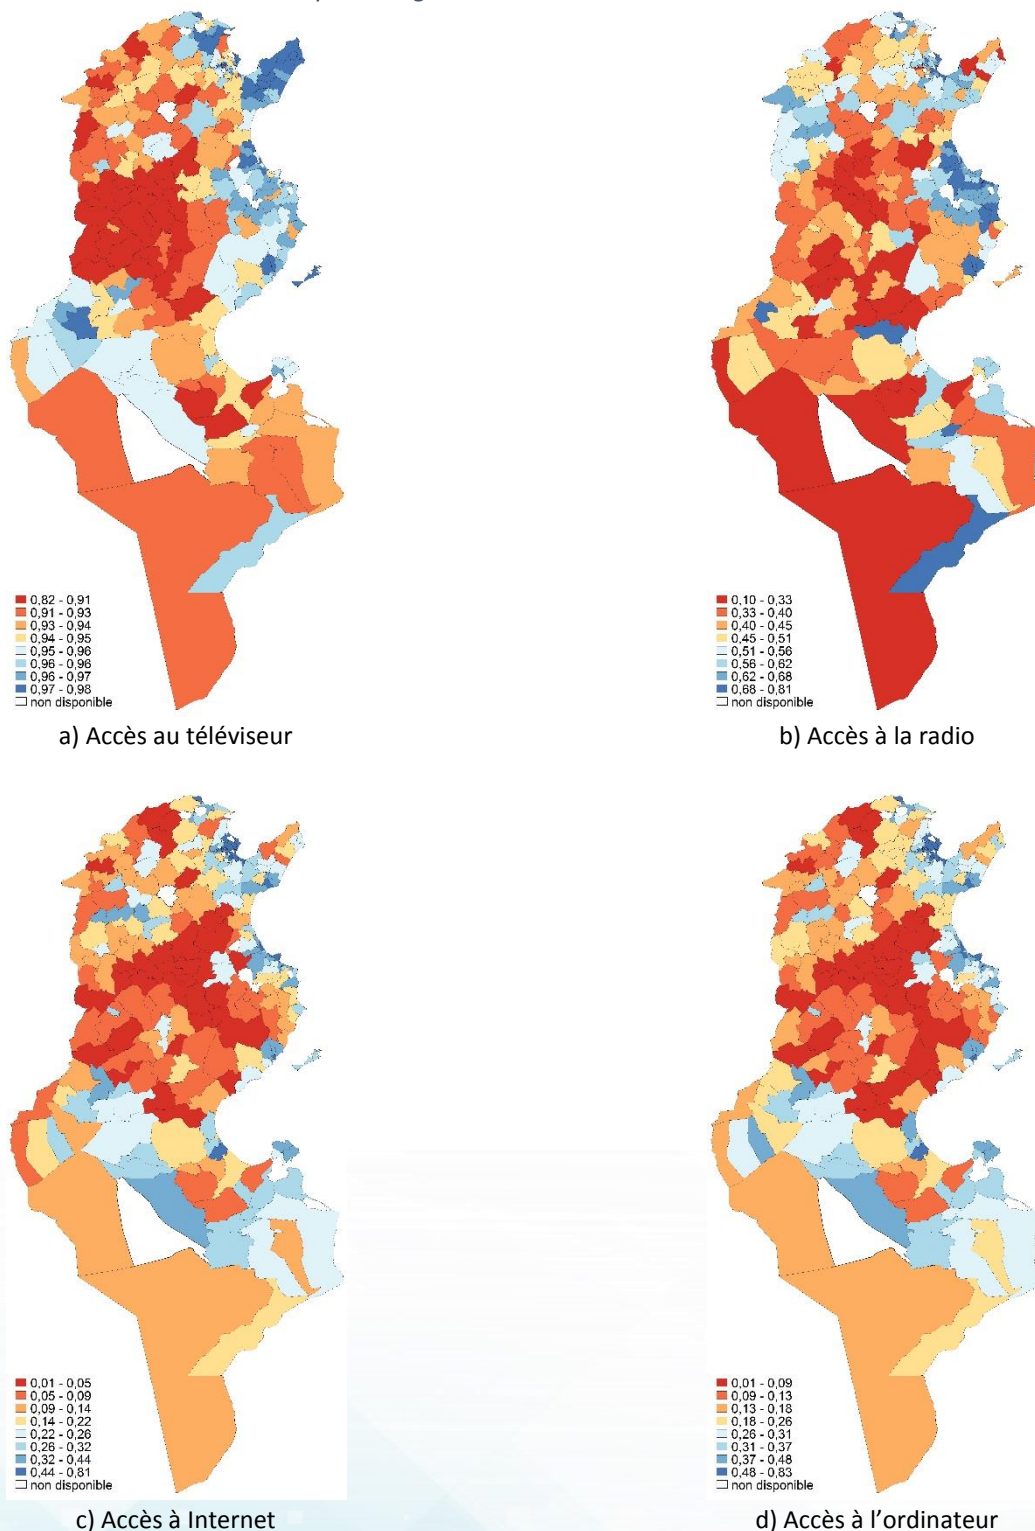 0,82 - 0,91
0,91 - 0,93
0,93 - 0,94
0,94 - 0,95
0,95 - 0,96
0,96 - 0,96
0,96 - 0,97
0,97 - 0,98
non disponible
a) Accès au téléviseur
0,10 - 0,33
0,33 - 0,40
0,40 - 0,45
0,45 - 0,51
0,51 - 0,56
0,56 - 0,62
0,62 - 0,68
0,68 - 0,81
non disponible
b) Accès à la radio
0,01 - 0,05
0,05 - 0,09
0,09 - 0,14
0,14 - 0,22
0,22 - 0,26
0,26 - 0,32
0,32 - 0,44
0,44 - 0,81
non disponible
c) Accès à Internet
0,01 - 0,09
0,09 - 0,13
0,13 - 0,18
0,18 - 0,26
0,26 - 0,31
0,31 - 0,37
0,37 - 0,48
0,48 - 0,83
non disponible
d) Accès à l'ordinateur